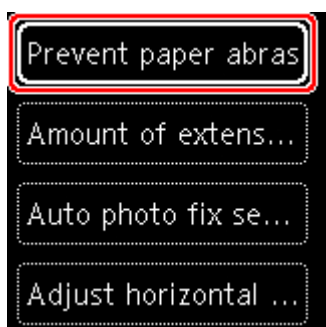 Prevent paper abras
Amount of extens...
Auto photo fix se...
Adjust horizontal ...